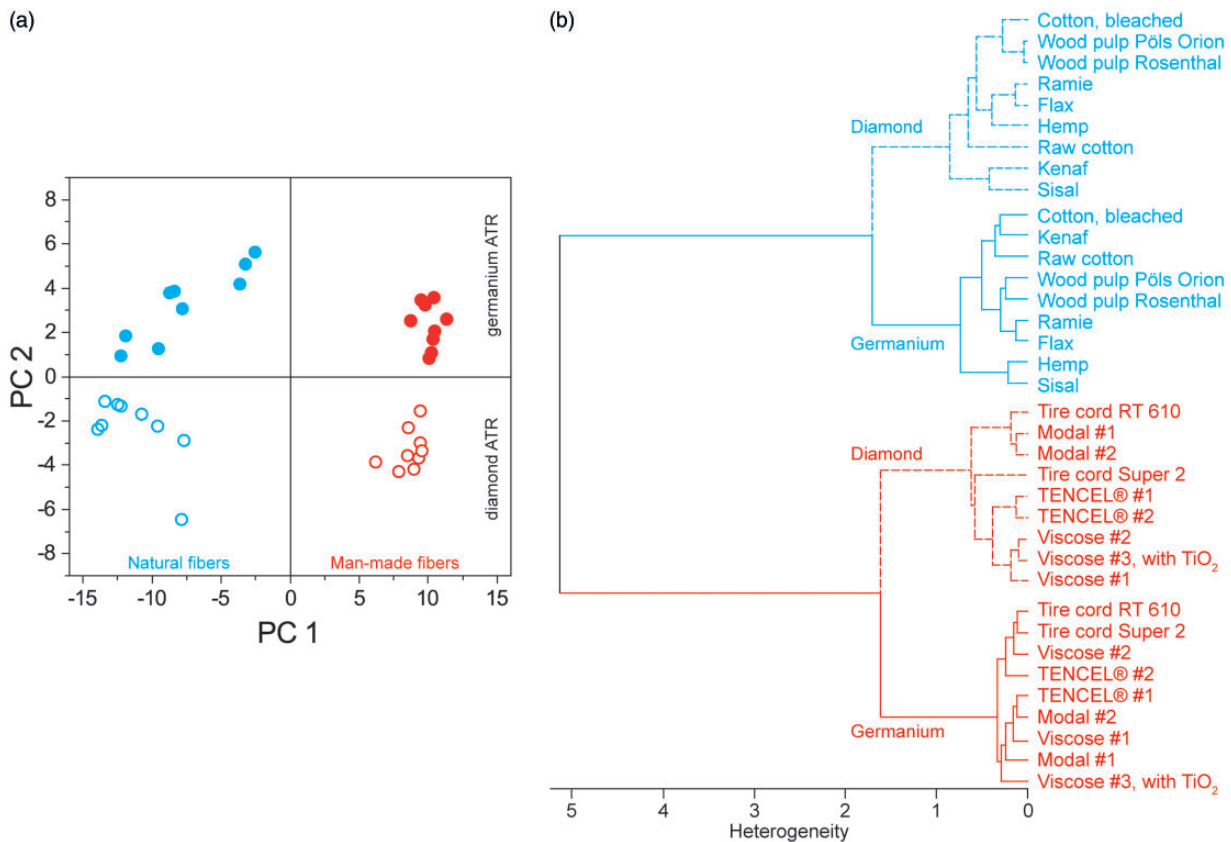 (a)
8
6
4
2
0
-2
-4
-6
-8
PC 2
germanium ATR
diamond ATR
Natural fibers
Man-made fibers
-15
-10
-5
0
5
10
15
PC 1
(b)
Cotton, bleached
Wood pulp Pöls Orion
Wood pulp Rosenthal
Ramie
Flax
Diamond
Hemp
Raw cotton
Kenaf
Sisal
Cotton, bleached
Kenaf
Raw cotton
Wood pulp Pöls Orion
Wood pulp Rosenthal
Ramie
Flax
Germanium
Hemp
Sisal
Tire cord RT 610
Modal #1
Diamond
Modal #2
Tire cord Super 2
TENCEL® #1
TENCEL® #2
Viscose #2
Viscose #3, with TiO₂
Viscose #1
Tire cord RT 610
Tire cord Super 2
Viscose #2
TENCEL® #2
TENCEL® #1
Modal #2
Germanium
Viscose #1
Modal #1
Viscose #3, with TiO₂
5
4
3
2
1
0
Heterogeneity